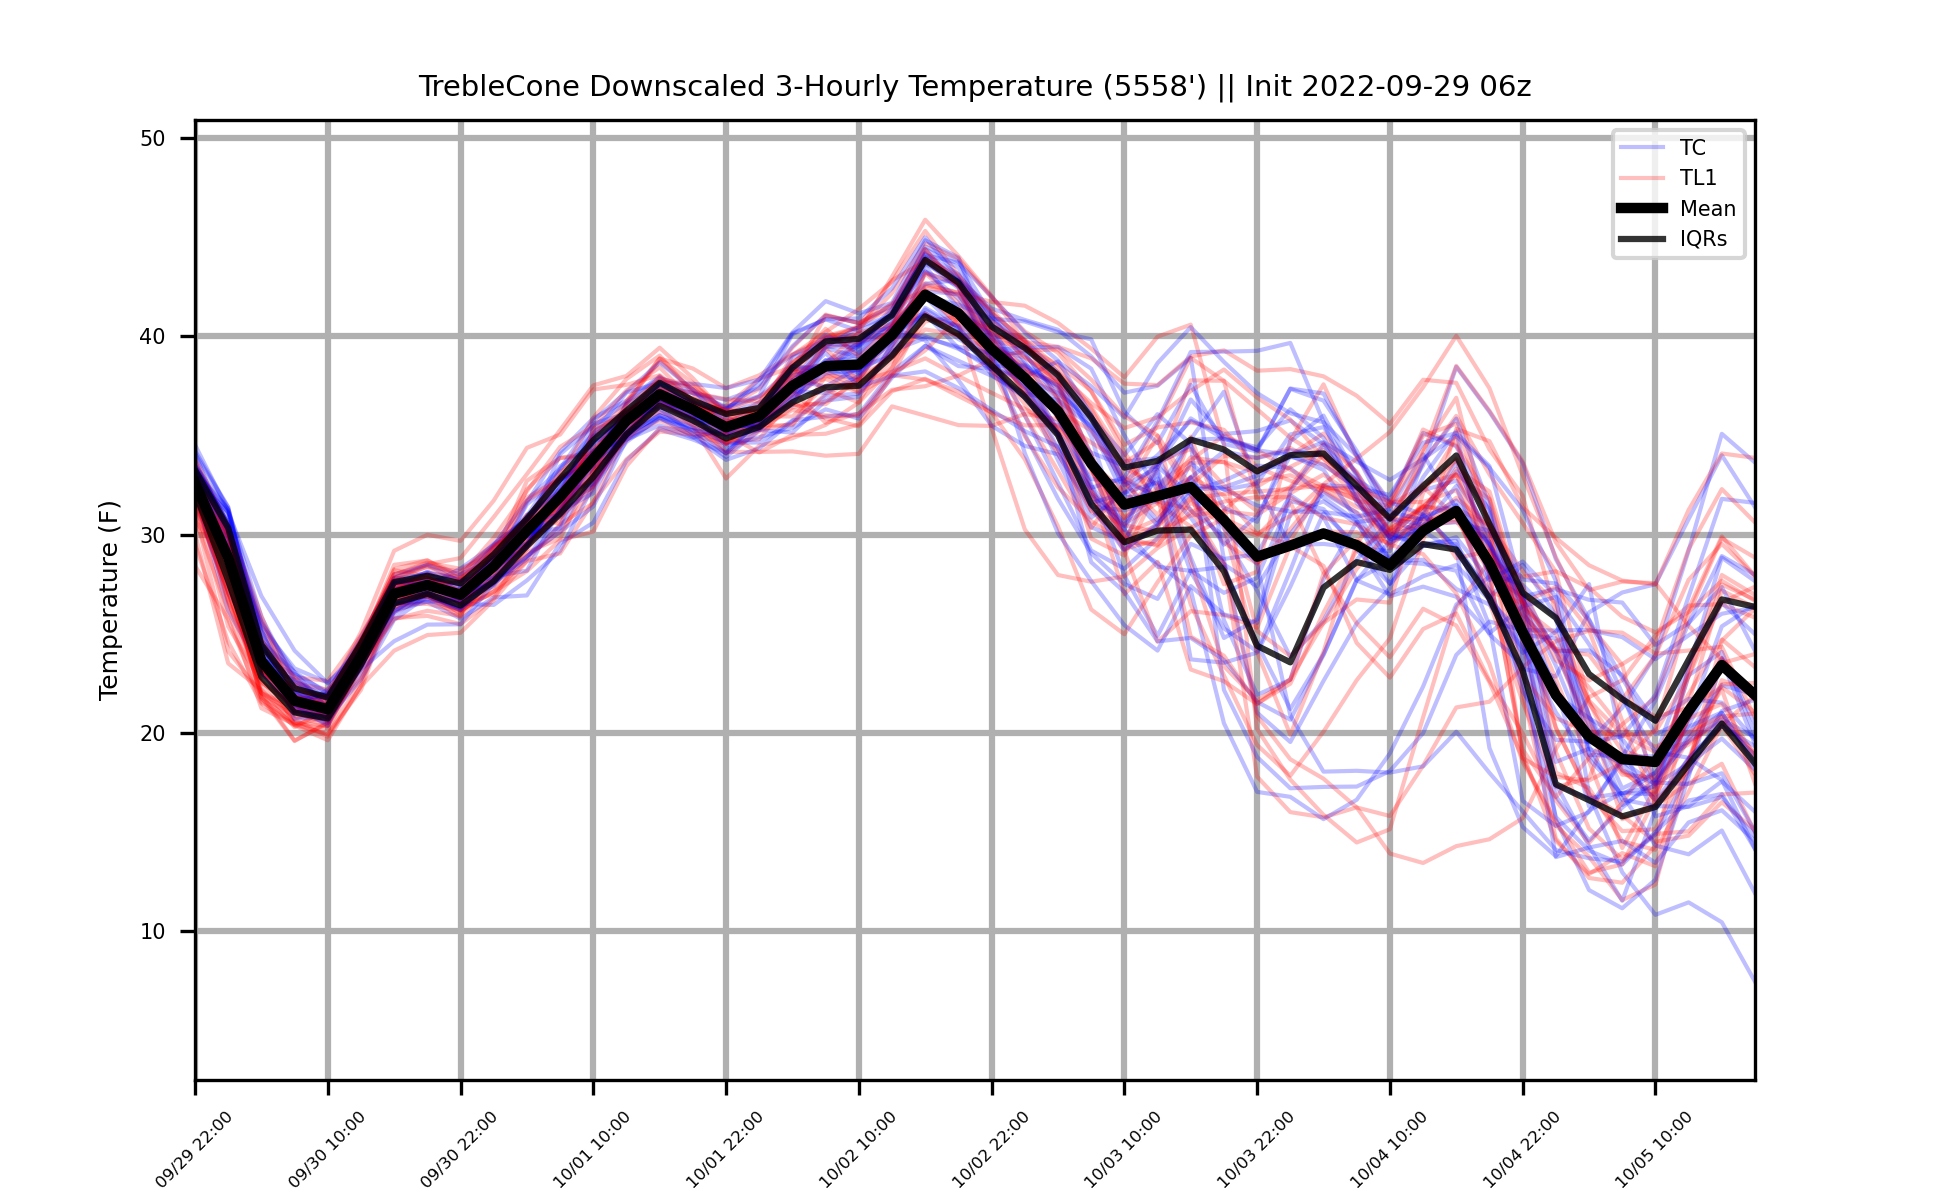 TrebleCone Downscaled 3-Hourly Temperature (5558') || Init 2022-09-29 06z
TC
TL1
Mean
IQRs
Temperature (F)
50
40
30
20
10
09/29 22:00
09/30 10:00
09/30 22:00
10/01 10:00
10/01 22:00
10/02 10:00
10/02 22:00
10/03 10:00
10/03 22:00
10/04 10:00
10/04 22:00
10/05 10:00